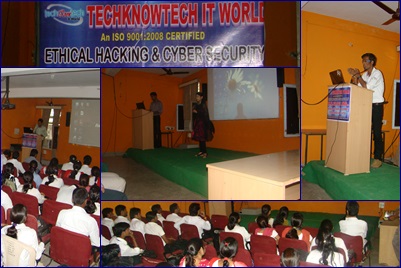 TECHKNOWTECH IT WORLD
An ISO 9001:2008 CERTIFIED
ETHICAL HACKING & CYBER SECURITY